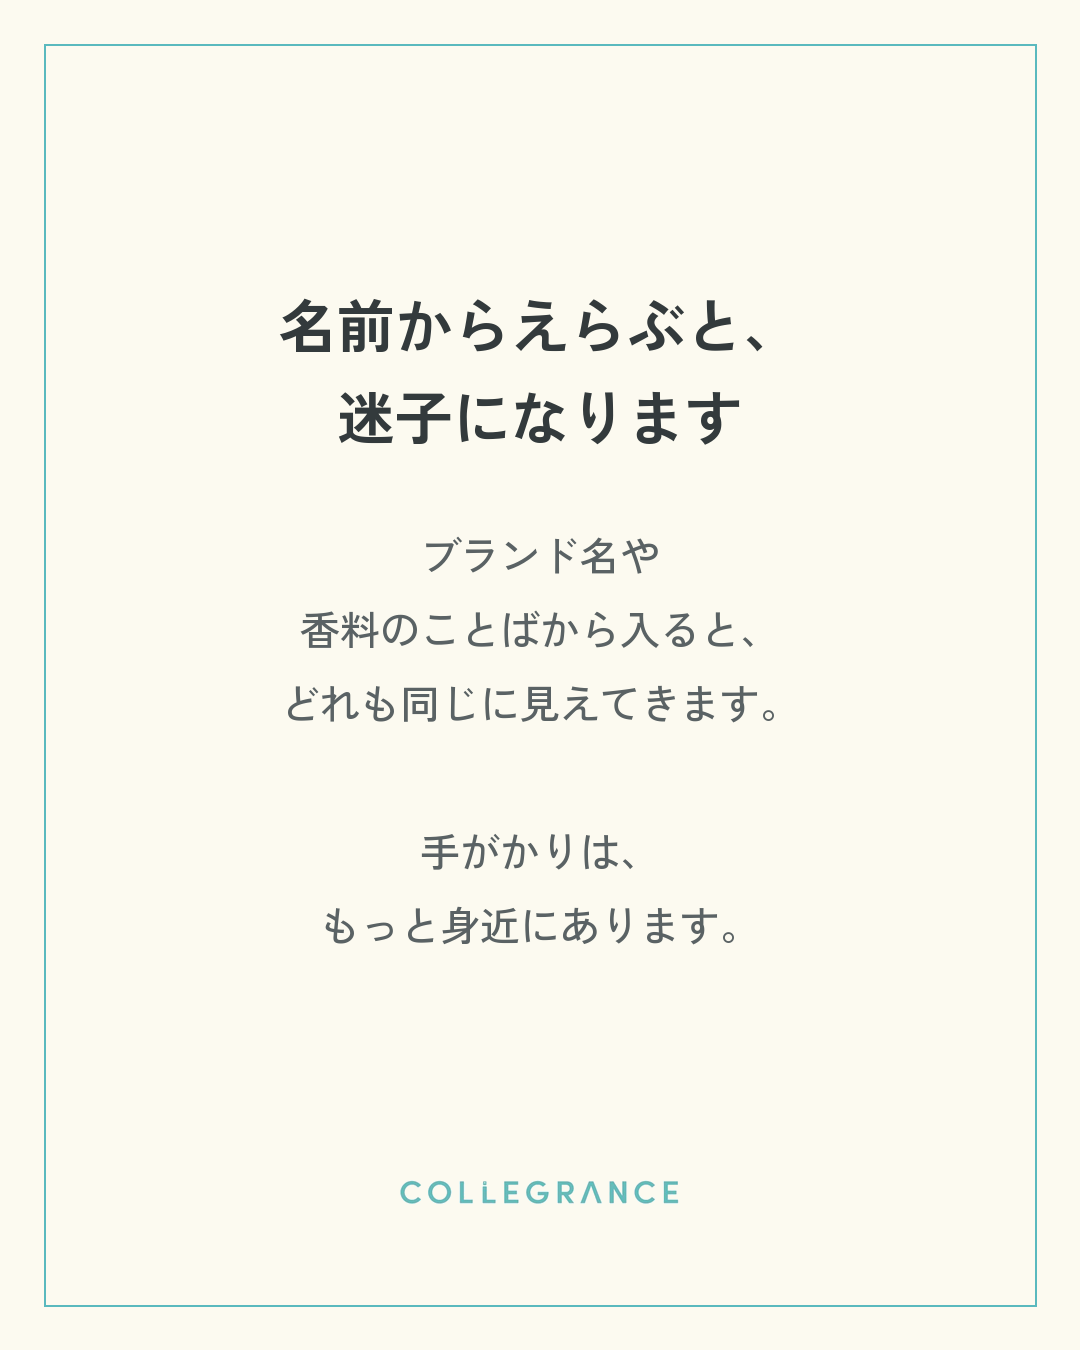 名前からえらぶと、
迷子になります
ブランド名や
香料のことばから入ると、
どれも同じに見えてきます。
手がかりは、
もっと身近にあります。
COLLEGRANCE